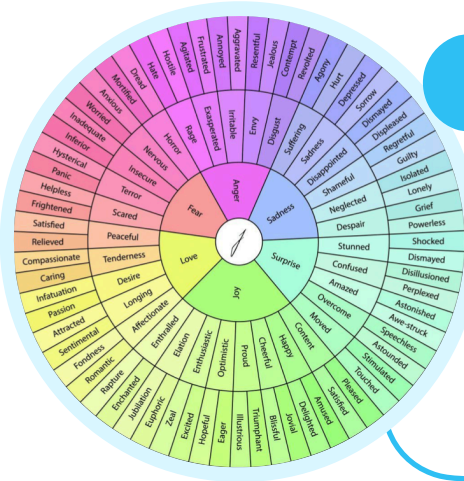 Anger
Sadness
Surprise
Joy
Love
Fear
Rage
Exasperated
Irritable
Envy
Disgust
Suffering
Sadness
Disappointed
Shameful
Neglected
Despair
Stunned
Confused
Amazed
Overcome
Moved
Content
Happy
Cheerful
Proud
Optimistic
Enthusiastic
Elation
Enthralled
Affectionate
Longing
Desire
Tenderness
Peaceful
Scared
Terror
Insecure
Nervous
Horror
Hate
Hostile
Agitated
Frustrated
Annoyed
Aggravated
Resentful
Jealous
Contempt
Revolted
Agony
Hurt
Depressed
Sorrow
Dismayed
Displeased
Regretful
Guilty
Isolated
Lonely
Grief
Powerless
Shocked
Dismayed
Disillusioned
Perplexed
Astonished
Awe-struck
Speechless
Astounded
Stimulated
Touched
Pleased
Satisfied
Amused
Delighted
Jovial
Blissful
Triumphant
Illustrious
Eager
Hopeful
Excited
Zeal
Euphoric
Jubilation
Enchanted
Rapture
Romantic
Fondness
Sentimental
Attracted
Passion
Infatuation
Caring
Compassionate
Relieved
Satisfied
Frightened
Helpless
Panic
Hysterical
Inferior
Inadequate
Worried
Anxious
Mortified
Dread